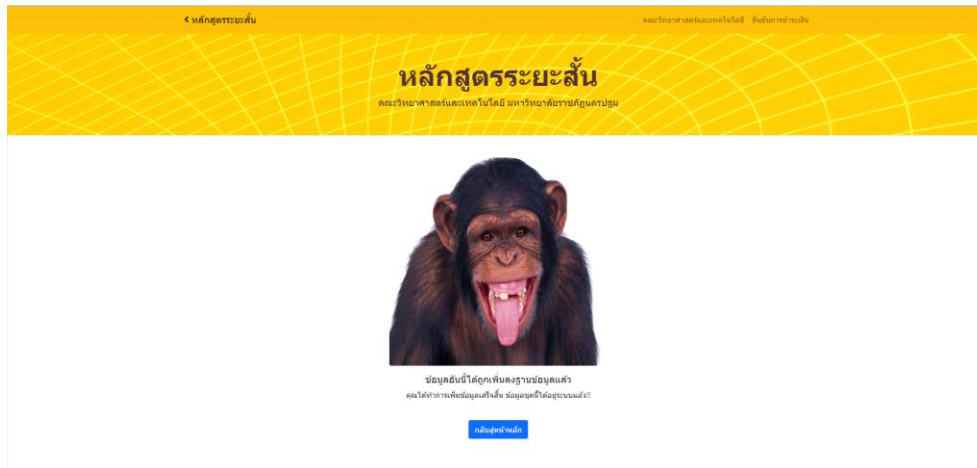 หลักสูตรระยะสั้น
คณะวิทยาศาสตร์และเทคโนโลยี ยืนยันการชำระเงิน
หลักสูตรระยะสั้น
คณะวิทยาศาสตร์และเทคโนโลยี มหาวิทยาลัยราชภัฏนครปฐม
ข้อมูลอันนี้ได้ถูกเพิ่มลงฐานข้อมูลแล้ว
คุณได้ทำการเพิ่มข้อมูลเสร็จสิ้น ข้อมูลชุดนี้ได้อยู่ระบบแล้ว!!
กลับสู่หน้าหลัก